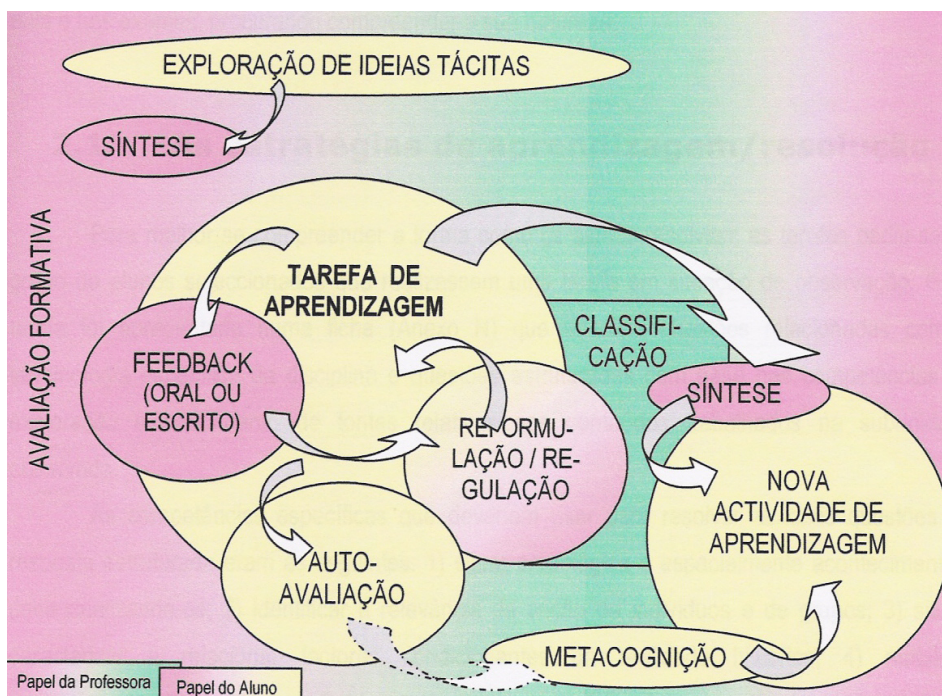 EXPLORAÇÃO DE IDEIAS TÁCITAS
SÍNTESE
AVALIAÇÃO FORMATIVA
TAREFA DE
APRENDIZAGEM
FEEDBACK
(ORAL OU
ESCRITO)
CLASSIFI-
CAÇÃO
SÍNTESE
REFORMU-
LAÇÃO / RE-
GULAÇÃO
NOVA
ACTIVIDADE DE
APRENDIZAGEM
AUTO-
AVALIAÇÃO
METACOGNIÇÃO
Papel da Professora
Papel do Aluno